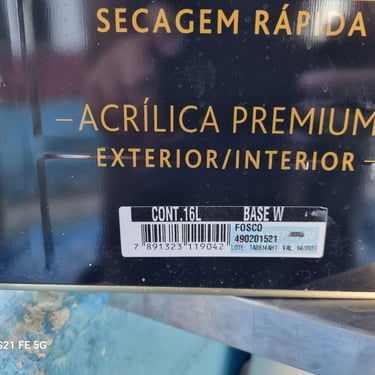 SECAGEM RÁPIDA
ACRÍLICA PREMIUM
EXTERIOR/INTERIOR
CONT.16L BASE W
FOSCO
490201521
7 891323 119042
S21 FE 5G